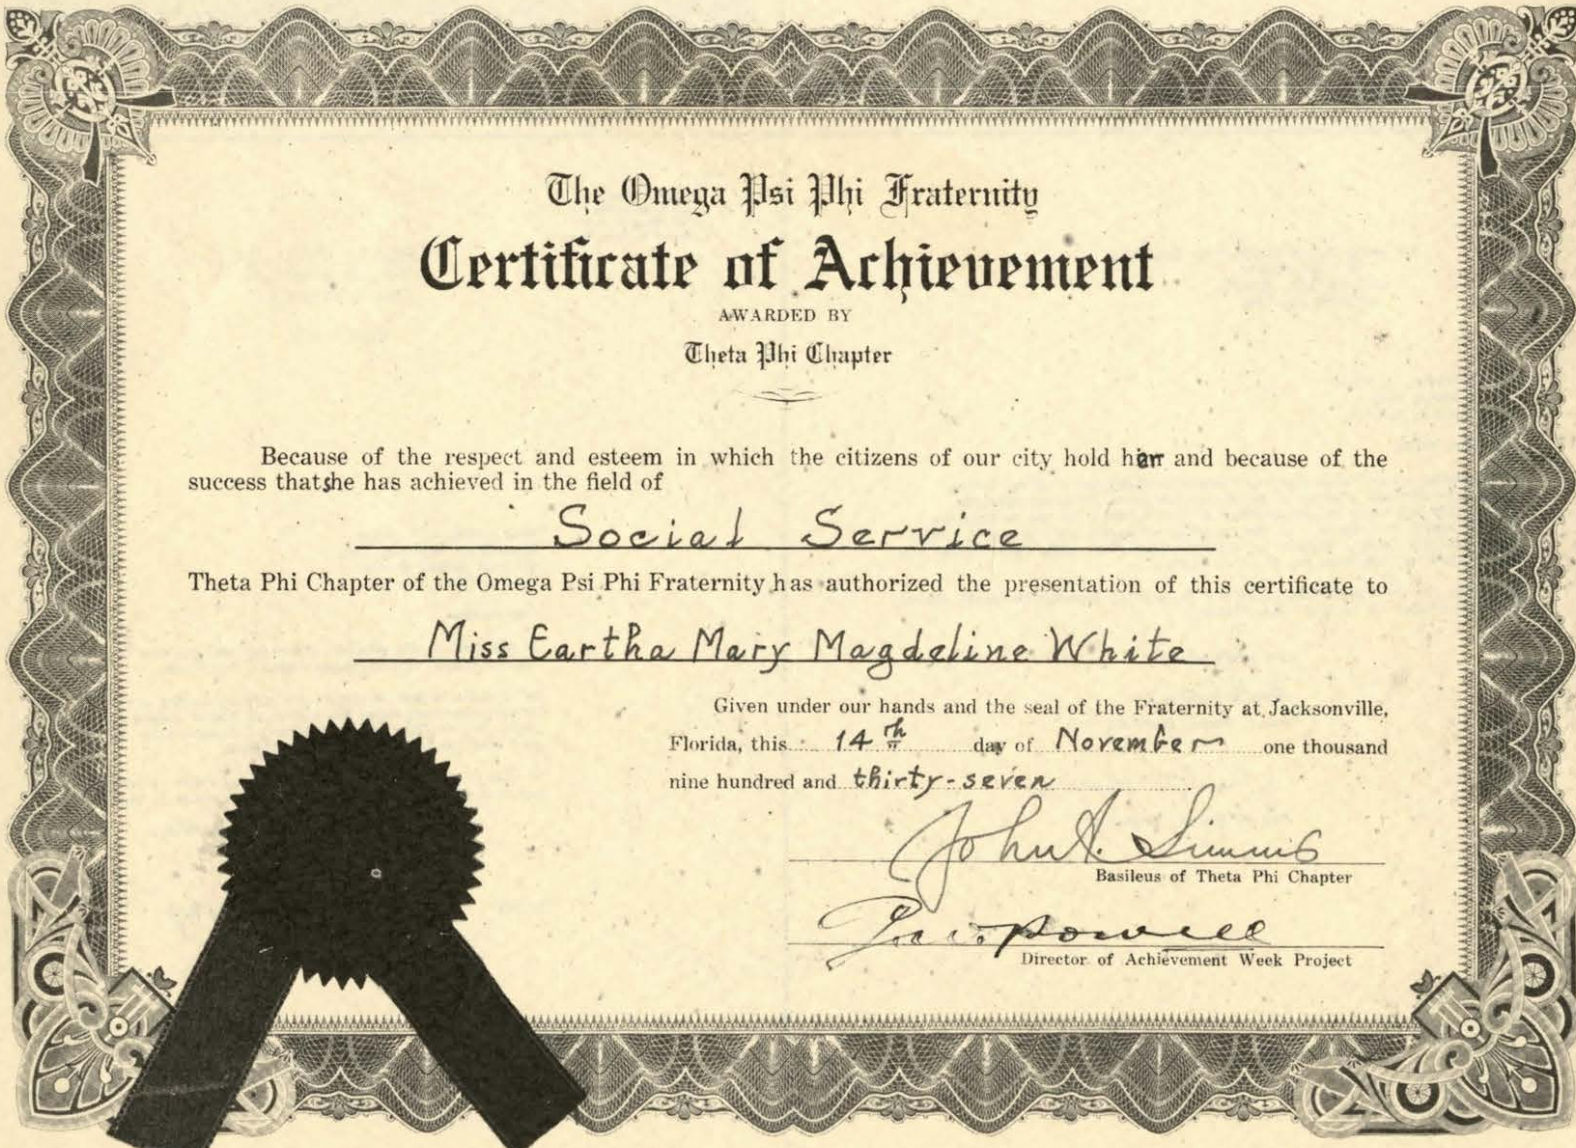 The Omega Psi Phi Fraternity
Certificate of Achievement
AWARDED BY
Theta Phi Chapter
Because of the respect and esteem in which the citizens of our city hold her and because of the
success that she has achieved in the field of
Social Service
Theta Phi Chapter of the Omega Psi Phi Fraternity has authorized the presentation of this certificate to
Miss Eartha Mary Magdeline White
Given under our hands and the seal of the Fraternity at Jacksonville,
Florida, this 14th day of November one thousand
nine hundred and thirty-seven
John A. Simms
Basileus of Theta Phi Chapter
Powell
Director of Achievement Week Project